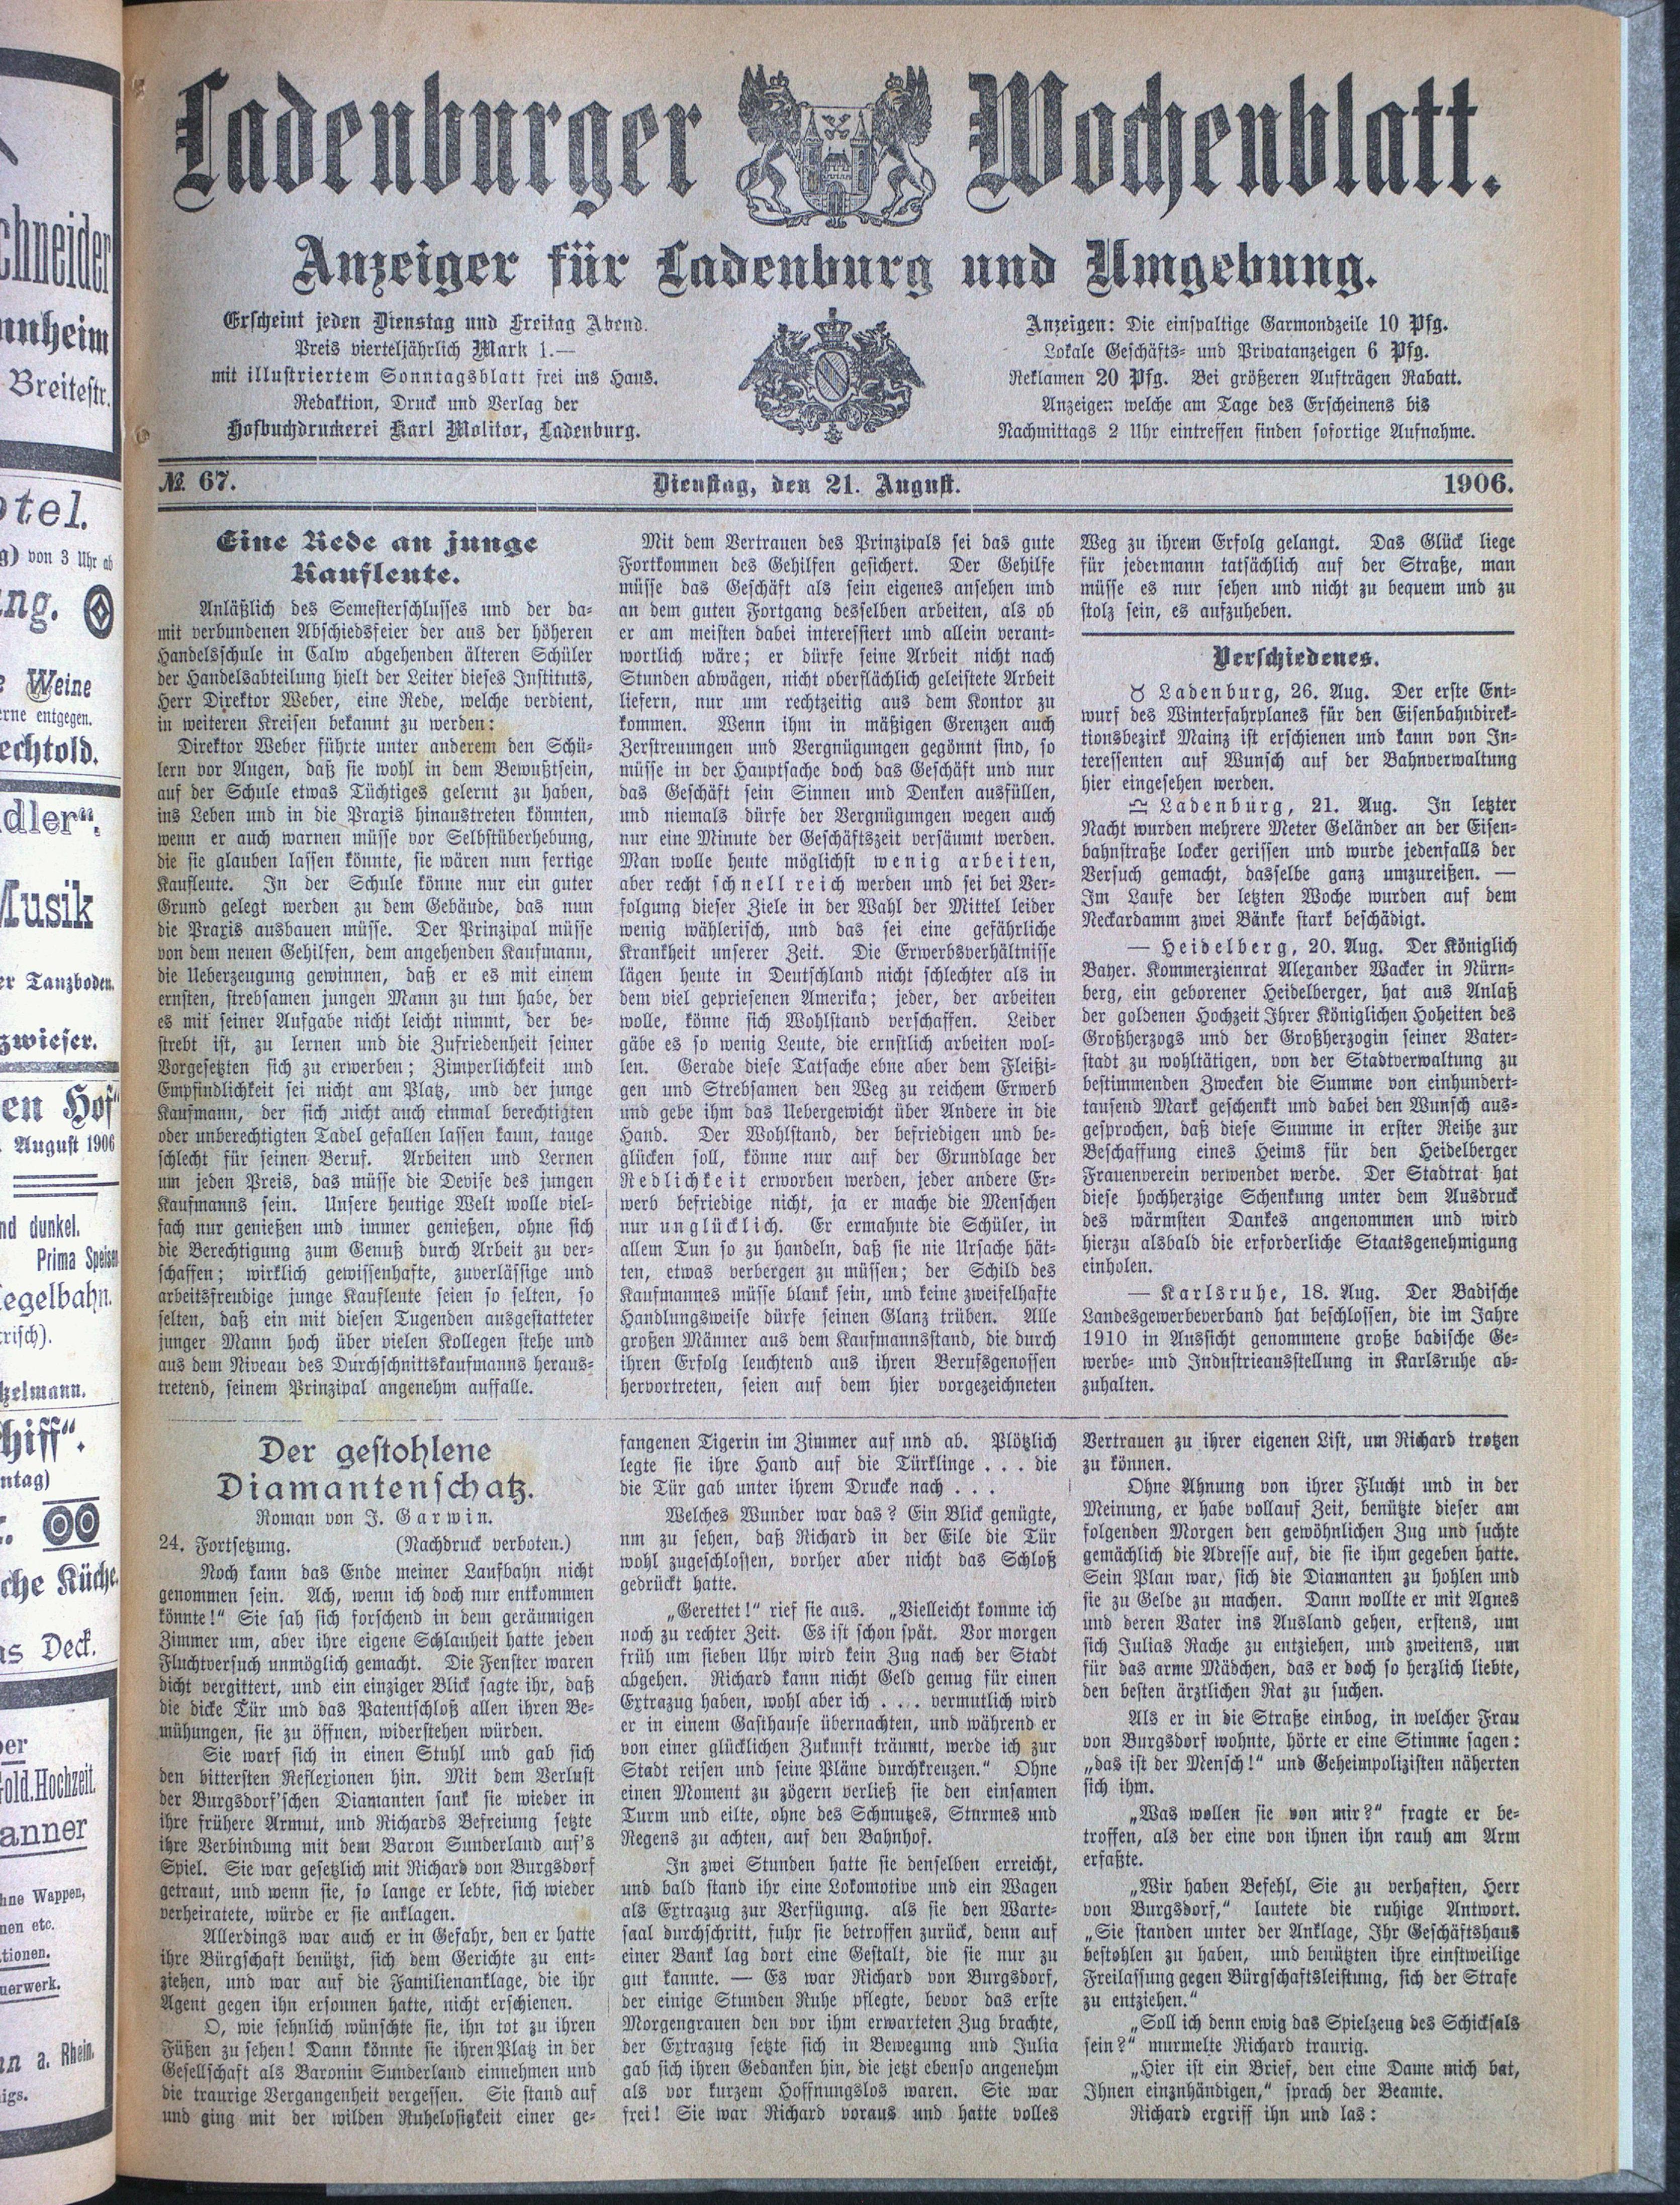 Ladenburger Wochenblatt.
Anzeiger für Ladenburg und Umgebung.
Erscheint jeden Dienstag und Freitag Abend.
Preis vierteljährlich Mark 1.—
mit illustriertem Sonntagsblatt frei ins Haus.
Redaktion, Druck und Verlag der
Hofbuchdruckerei Karl Molitor, Ladenburg.
Anzeigen: Die einspaltige Garmondzeile 10 Pfg.
Lokale Geschäfts- und Privatanzeigen 6 Pfg.
Reklamen 20 Pfg. Bei größeren Aufträgen Rabatt.
Anzeigen welche am Tage des Erscheinens bis
Nachmittags 2 Uhr eintreffen finden sofortige Aufnahme.
№ 67. Dienstag, den 21. August. 1906.
Eine Rede an junge
Kaufleute.
Anläßlich des Semesterschlusses und der da-
mit verbundenen Abschiedsfeier der aus der höheren
Handelsschule in Calw abgehenden älteren Schüler
der Handelsabteilung hielt der Leiter dieses Instituts,
Herr Direktor Weber, eine Rede, welche verdient,
in weiteren Kreisen bekannt zu werden:
Direktor Weber führte unter anderem den Schü-
lern vor Augen, daß sie wohl in dem Bewußtsein,
auf der Schule etwas Tüchtiges gelernt zu haben,
ins Leben und in die Praxis hinaustreten könnten,
wenn er auch warnen müsse vor Selbstüberhebung,
die sie glauben lassen könnte, sie wären nun fertige
Kaufleute. In der Schule könne nur ein guter
Grund gelegt werden zu dem Gebäude, das nun
die Praxis ausbauen müsse. Der Prinzipal müsse
von dem neuen Gehilfen, dem angehenden Kaufmann,
die Ueberzeugung gewinnen, daß er es mit einem
ernsten, strebsamen jungen Mann zu tun habe, der
es mit seiner Aufgabe nicht leicht nimmt, der be-
strebt ist, zu lernen und die Zufriedenheit seiner
Vorgesetzten sich zu erwerben; Zimperlichkeit und
Empfindlichkeit sei nicht am Platz, und der junge
Kaufmann, der sich nicht auch einmal berechtigten
oder unberechtigten Tadel gefallen lassen kann, tauge
schlecht für seinen Beruf. Arbeiten und Lernen
um jeden Preis, das müsse die Devise des jungen
Kaufmanns sein. Unsere heutige Welt wolle viel-
fach nur genießen und immer genießen, ohne sich
die Berechtigung zum Genuß durch Arbeit zu ver-
schaffen; wirklich gewissenhafte, zuverlässige und
arbeitsfreudige junge Kaufleute seien so selten, so
selten, daß ein mit diesen Tugenden ausgestatteter
junger Mann hoch über vielen Kollegen stehe und
aus dem Niveau des Durchschnittskaufmanns heraus-
tretend, seinem Prinzipal angenehm auffalle.
Mit dem Vertrauen des Prinzipals sei das gute
Fortkommen des Gehilfen gesichert. Der Gehilfe
müsse das Geschäft als sein eigenes ansehen und
an dem guten Fortgang desselben arbeiten, als ob
er am meisten dabei interessiert und allein verant-
wortlich wäre; er dürfe seine Arbeit nicht nach
Stunden abwägen, nicht oberflächlich geleistete Arbeit
liefern, nur um rechtzeitig aus dem Kontor zu
kommen. Wenn ihm in mäßigen Grenzen auch
Zerstreuungen und Vergnügungen gegönnt sind, so
müsse in der Hauptsache doch das Geschäft und nur
das Geschäft sein Sinnen und Denken ausfüllen,
und niemals dürfe der Vergnügungen wegen auch
nur eine Minute der Geschäftszeit versäumt werden.
Man wolle heute möglichst wenig arbeiten,
aber recht schnell reich werden und sei bei Ver-
folgung dieser Ziele in der Wahl der Mittel leider
wenig wählerisch, und das sei eine gefährliche
Krankheit unserer Zeit. Die Erwerbsverhältnisse
lägen heute in Deutschland nicht schlechter als in
dem viel gepriesenen Amerika; jeder, der arbeiten
wolle, könne sich Wohlstand verschaffen. Leider
gäbe es so wenig Leute, die ernstlich arbeiten wol-
len. Gerade diese Tatsache ebne aber dem Fleißi-
gen und Strebsamen den Weg zu reichem Erwerb
und gebe ihm das Uebergewicht über Andere in die
Hand. Der Wohlstand, der befriedigen und be-
glücken soll, könne nur auf der Grundlage der
Redlichkeit erworben werden, jeder andere Er-
werb befriedige nicht, ja er mache die Menschen
nur unglücklich. Er ermahnte die Schüler, in
allem Tun so zu handeln, daß sie nie Ursache hät-
ten, etwas verbergen zu müssen; der Schild des
Kaufmannes müsse blank sein, und keine zweifelhafte
Handlungsweise dürfe seinen Glanz trüben. Alle
großen Männer aus dem Kaufmannsstand, die durch
ihren Erfolg leuchtend aus ihren Berufsgenossen
hervortreten, seien auf dem hier vorgezeichneten
Weg zu ihrem Erfolg gelangt. Das Glück liege
für jedermann tatsächlich auf der Straße, man
müsse es nur sehen und nicht zu bequem und zu
stolz sein, es aufzuheben.
Verschiedenes.
♉ Ladenburg, 26. Aug. Der erste Ent-
wurf des Winterfahrplanes für den Eisenbahndirek-
tionsbezirk Mainz ist erschienen und kann von In-
teressenten auf Wunsch auf der Bahnverwaltung
hier eingesehen werden.
♎ Ladenburg, 21. Aug. In letzter
Nacht wurden mehrere Meter Geländer an der Eisen-
bahnstraße locker gerissen und wurde jedenfalls der
Versuch gemacht, dasselbe ganz umzureißen. —
Im Laufe der letzten Woche wurden auf dem
Neckardamm zwei Bänke stark beschädigt.
— Heidelberg, 20. Aug. Der Königlich
Bayer. Kommerzienrat Alexander Wacker in Nürn-
berg, ein geborener Heidelberger, hat aus Anlaß
der goldenen Hochzeit Ihrer Königlichen Hoheiten des
Großherzogs und der Großherzogin seiner Vater-
stadt zu wohltätigen, von der Stadtverwaltung zu
bestimmenden Zwecken die Summe von einhundert-
tausend Mark geschenkt und dabei den Wunsch aus-
gesprochen, daß diese Summe in erster Reihe zur
Beschaffung eines Heims für den Heidelberger
Frauenverein verwendet werde. Der Stadtrat hat
diese hochherzige Schenkung unter dem Ausdruck
des wärmsten Dankes angenommen und wird
hierzu alsbald die erforderliche Staatsgenehmigung
einholen.
— Karlsruhe, 18. Aug. Der Badische
Landesgewerbeverband hat beschlossen, die im Jahre
1910 in Aussicht genommene große badische Ge-
werbe- und Industrieausstellung in Karlsruhe ab-
zuhalten.
Der gestohlene
Diamantenschatz.
Roman von J. Garwin.
24. Fortsetzung. (Nachdruck verboten.)
Noch kann das Ende meiner Laufbahn nicht
genommen sein. Ach, wenn ich doch nur entkommen
könnte!“ Sie sah sich forschend in dem geräumigen
Zimmer um, aber ihre eigene Schlauheit hatte jeden
Fluchtversuch unmöglich gemacht. Die Fenster waren
dicht vergittert, und ein einziger Blick sagte ihr, daß
die dicke Tür und das Patentschloß allen ihren Be-
mühungen, sie zu öffnen, widerstehen würden.
Sie warf sich in einen Stuhl und gab sich
den bittersten Reflexionen hin. Mit dem Verlust
der Burgsdorf'schen Diamanten sank sie wieder in
ihre frühere Armut, und Richards Befreiung setzte
ihre Verbindung mit dem Baron Sunderland auf's
Spiel. Sie war gesetzlich mit Richard von Burgsdorf
getraut, und wenn sie, so lange er lebte, sich wieder
verheiratete, würde er sie anklagen.
Allerdings war auch er in Gefahr, den er hatte
ihre Bürgschaft benützt, sich dem Gerichte zu ent-
ziehen, und war auf die Familienanklage, die ihr
Agent gegen ihn ersonnen hatte, nicht erschienen.
O, wie sehnlich wünschte sie, ihn tot zu ihren
Füßen zu sehen! Dann könnte sie ihren Platz in der
Gesellschaft als Baronin Sunderland einnehmen und
die traurige Vergangenheit vergessen. Sie stand auf
und ging mit der wilden Ruhelosigkeit einer ge-
fangenen Tigerin im Zimmer auf und ab. Plötzlich
legte sie ihre Hand auf die Türklinge . . . die
die Tür gab unter ihrem Drucke nach . . .
Welches Wunder war das? Ein Blick genügte,
um zu sehen, daß Richard in der Eile die Tür
wohl zugeschlossen, vorher aber nicht das Schloß
gedrückt hatte.
„Gerettet!“ rief sie aus. „Vielleicht komme ich
noch zu rechter Zeit. Es ist schon spät. Vor morgen
früh um sieben Uhr wird kein Zug nach der Stadt
abgehen. Richard kann nicht Geld genug für einen
Extrazug haben, wohl aber ich . . . vermutlich wird
er in einem Gasthause übernachten, und während er
von einer glücklichen Zukunft träumt, werde ich zur
Stadt reisen und seine Pläne durchkreuzen.“ Ohne
einen Moment zu zögern verließ sie den einsamen
Turm und eilte, ohne des Schmutzes, Sturmes und
Regens zu achten, auf den Bahnhof.
In zwei Stunden hatte sie denselben erreicht,
und bald stand ihr eine Lokomotive und ein Wagen
als Extrazug zur Verfügung. als sie den Warte-
saal durchschritt, fuhr sie betroffen zurück, denn auf
einer Bank lag dort eine Gestalt, die sie nur zu
gut kannte. — Es war Richard von Burgsdorf,
der einige Stunden Ruhe pflegte, bevor das erste
Morgengrauen den vor ihm erwarteten Zug brachte,
der Extrazug setzte sich in Bewegung und Julia
gab sich ihren Gedanken hin, die jetzt ebenso angenehm
als vor kurzem Hoffnungslos waren. Sie war
frei! Sie war Richard voraus und hatte volles
Vertrauen zu ihrer eigenen List, um Richard trotzen
zu können.
Ohne Ahnung von ihrer Flucht und in der
Meinung, er habe vollauf Zeit, benützte dieser am
folgenden Morgen den gewöhnlichen Zug und suchte
gemächlich die Adresse auf, die sie ihm gegeben hatte.
Sein Plan war, sich die Diamanten zu hohlen und
sie zu Gelde zu machen. Dann wollte er mit Agnes
und deren Vater ins Ausland gehen, erstens, um
sich Julias Rache zu entziehen, und zweitens, um
für das arme Mädchen, das er doch so herzlich liebte,
den besten ärztlichen Rat zu suchen.
Als er in die Straße einbog, in welcher Frau
von Burgsdorf wohnte, hörte er eine Stimme sagen:
„das ist der Mensch!“ und Geheimpolizisten näherten
sich ihm.
„Was wollen sie von mir?“ fragte er be-
troffen, als der eine von ihnen ihn rauh am Arm
erfaßte.
„Wir haben Befehl, Sie zu verhaften, Herr
von Burgsdorf,“ lautete die ruhige Antwort.
„Sie standen unter der Anklage, Ihr Geschäftshaus
bestohlen zu haben, und benützten ihre einstweilige
Freilassung gegen Bürgschaftsleistung, sich der Strafe
zu entziehen.“
„Soll ich denn ewig das Spielzeug des Schicksals
sein?“ murmelte Richard traurig.
„Hier ist ein Brief, den eine Dame mich bat,
Ihnen einznhändigen,“ sprach der Beamte.
Richard ergriff ihn und las:
chneider
nnheim
Breitestr.
otel.
g) von 3 Uhr ab
ng.
Weine
erne entgegen.
echtold.
dler“.
Musik
er Tanzboden.
zwieser.
en Hof“
August 1906
nd dunkel.
Prima Speisen
egelbahn.
risch).
tzelmann.
hiff“.
ntag)
che Küche.
as Deck.
er
Gold.Hochzeit.
anner
hne Wappen,
nen etc.
tionen.
uerwerk.
nn a. Rhein.
igs.